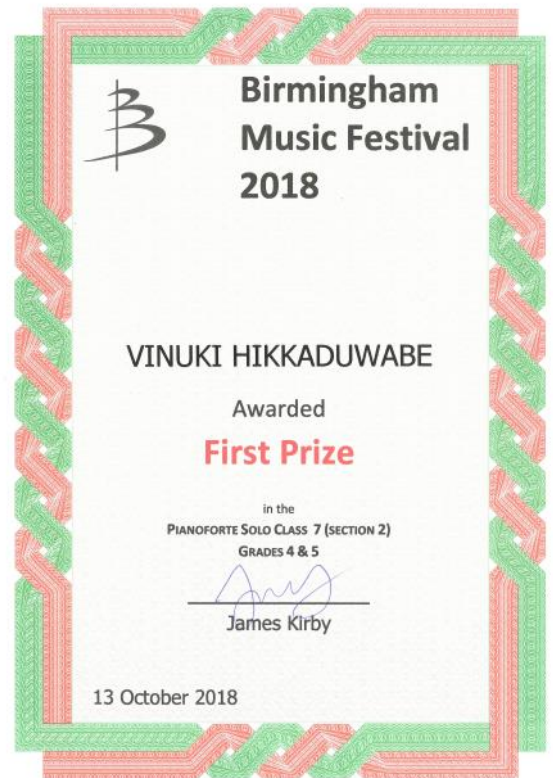 Birmingham
Music Festival
2018
VINUKI HIKKADUWABE
Awarded
First Prize
in the
PIANOFORTE SOLO CLASS 7 (SECTION 2)
GRADES 4 & 5
James Kirby
13 October 2018